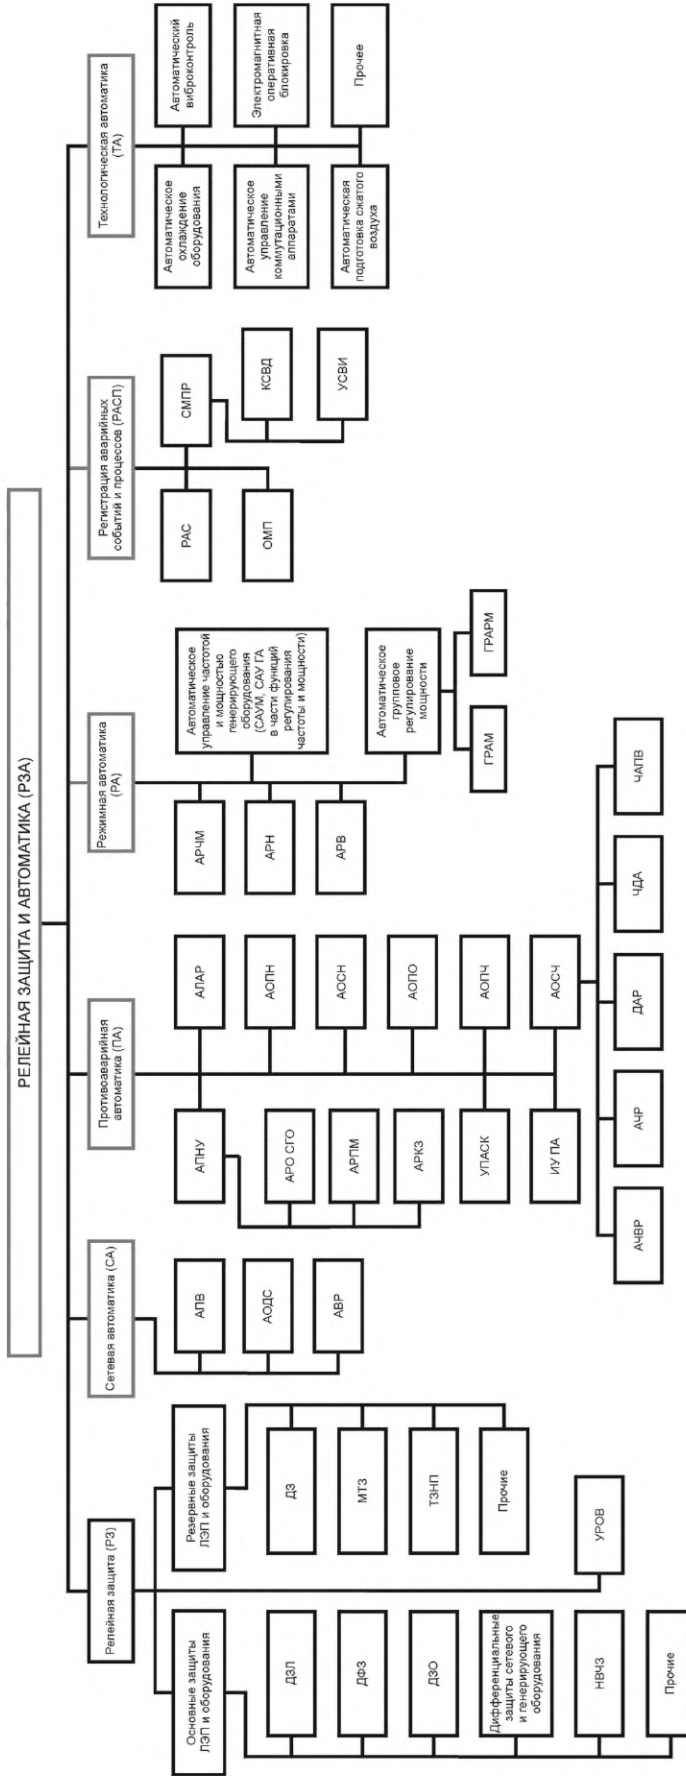 РЕЛЕЙНАЯ ЗАЩИТА И АВТОМАТИКА (РЗА)
Релейная защита (РЗ)
Основные защиты
ЛЭП и оборудования
ДЗЛ
ДФЗ
ДЗО
Дифференциальные
защиты сетевого
и генерирующего
оборудования
НВЧЗ
Прочие
Резервные защиты
ЛЭП и оборудования
ДЗ
МТЗ
ТЗНП
Прочие
УРОВ
Сетевая автоматика (СА)
АПВ
АОДС
АВР
Противоаварийная
автоматика (ПА)
АПНУ
АРО СГО
АРПМ
АРКЗ
УПАСК
ИУ ПА
АЛАР
АОПН
АОСН
АОПО
АОПЧ
АОСЧ
АЧВР
АЧР
ДАР
ЧДА
ЧАПВ
Режимная автоматика
(РА)
АРЧМ
АРН
АРВ
Автоматическое
управление частотой
и мощностью
генерирующего
оборудования
(САУМ, САУ ГА
в части функций
регулирования
частоты и мощности)
Автоматическое
групповое
регулирование
мощности
ГРАМ
ГРАРМ
Регистрация аварийных
событий и процессов (РАСП)
РАС
ОМП
СМПР
КСВД
УСВИ
Технологическая автоматика
(ТА)
Автоматическое
охлаждение
оборудования
Автоматический
виброконтроль
Автоматическое
управление
коммутационными
аппаратами
Электромагнитная
оперативная
блокировка
Автоматическая
подготовка сжатого
воздуха
Прочее